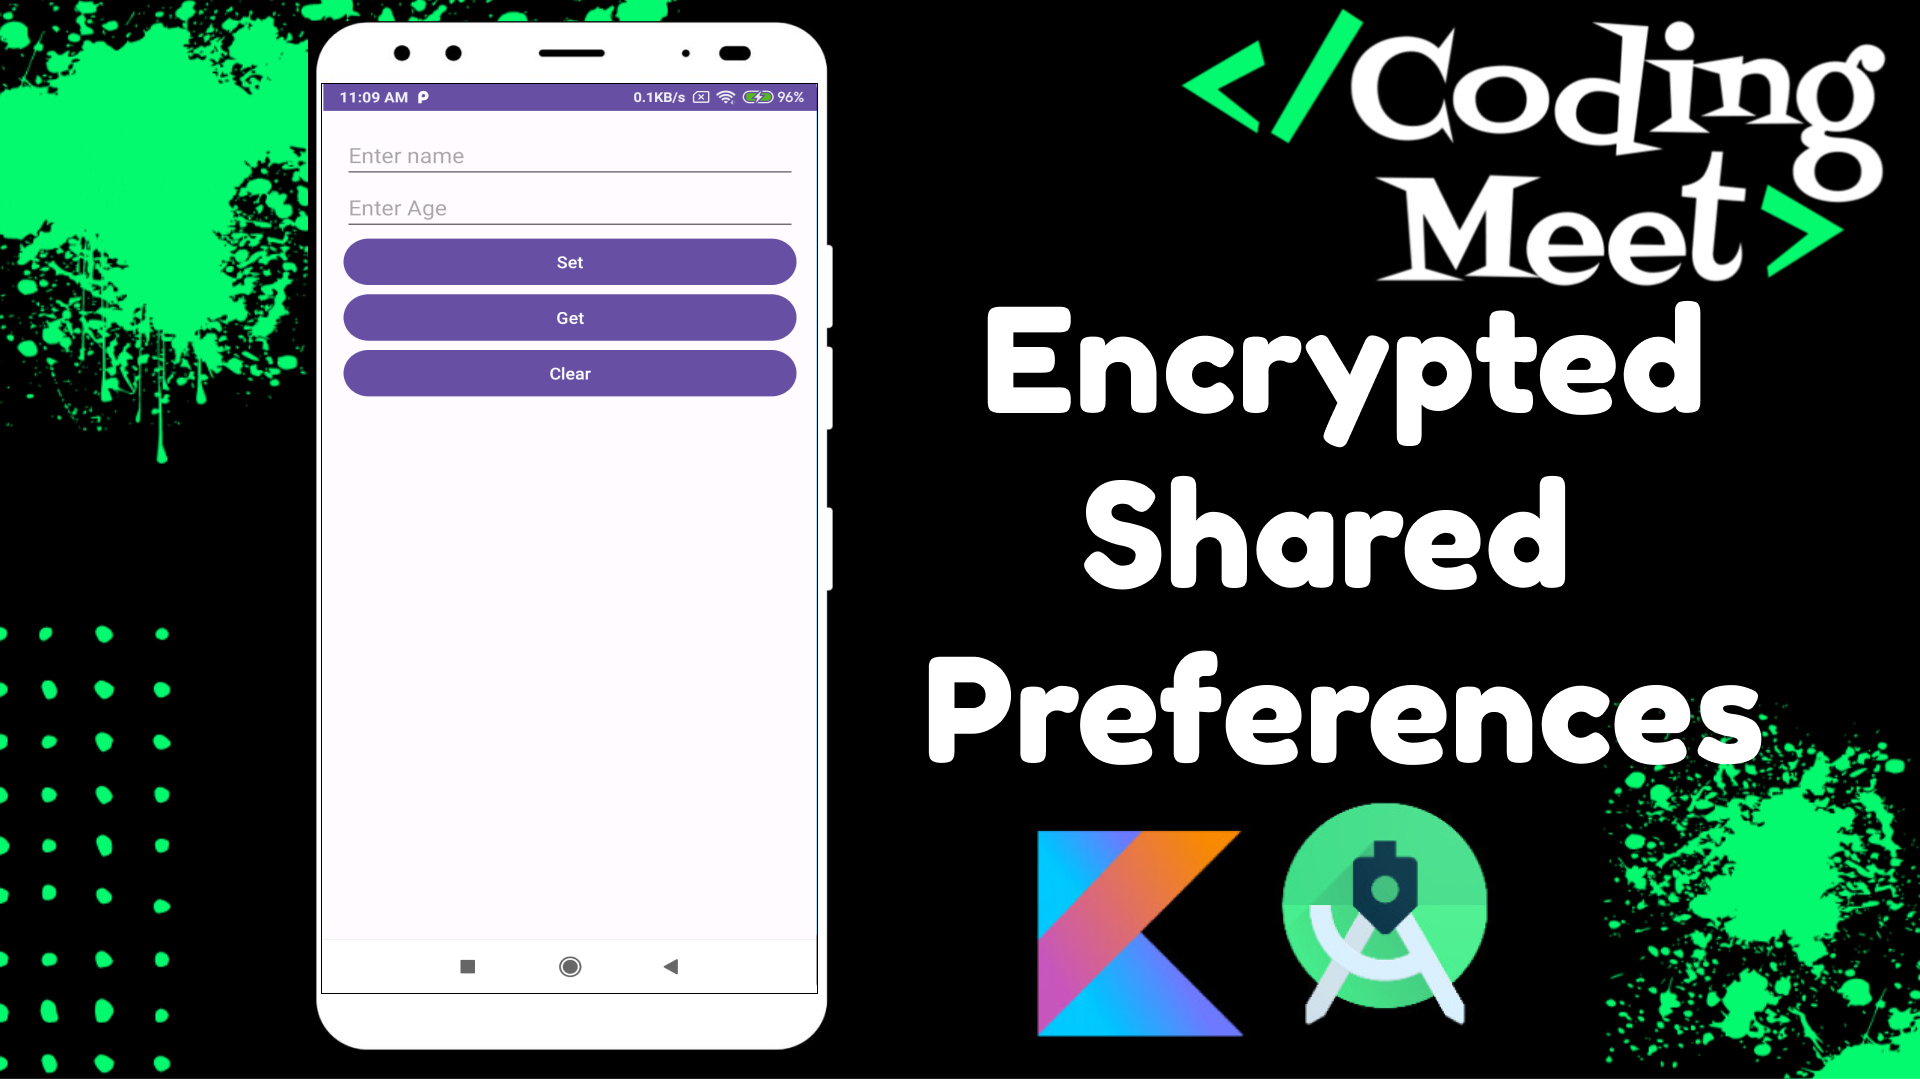 11:09 AM P 0.1KB/s 96%
Enter name
Enter Age
Set
Get
Clear
</Coding
Meet>
Encrypted
Shared
Preferences